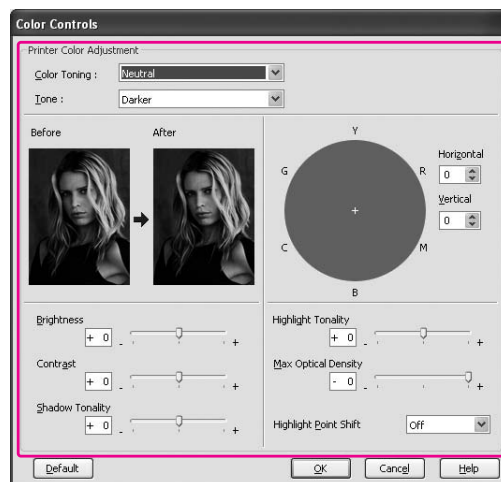 Color Controls
Printer Color Adjustment
Color Toning : Neutral
Tone : Darker
Before After
Y
G R
C M
B
Horizontal
0
Vertical
0
Brightness
+ 0 - +
Contrast
+ 0 - +
Shadow Tonality
+ 0 - +
Highlight Tonality
+ 0 - +
Max Optical Density
- 0 - +
Highlight Point Shift Off
Default OK Cancel Help